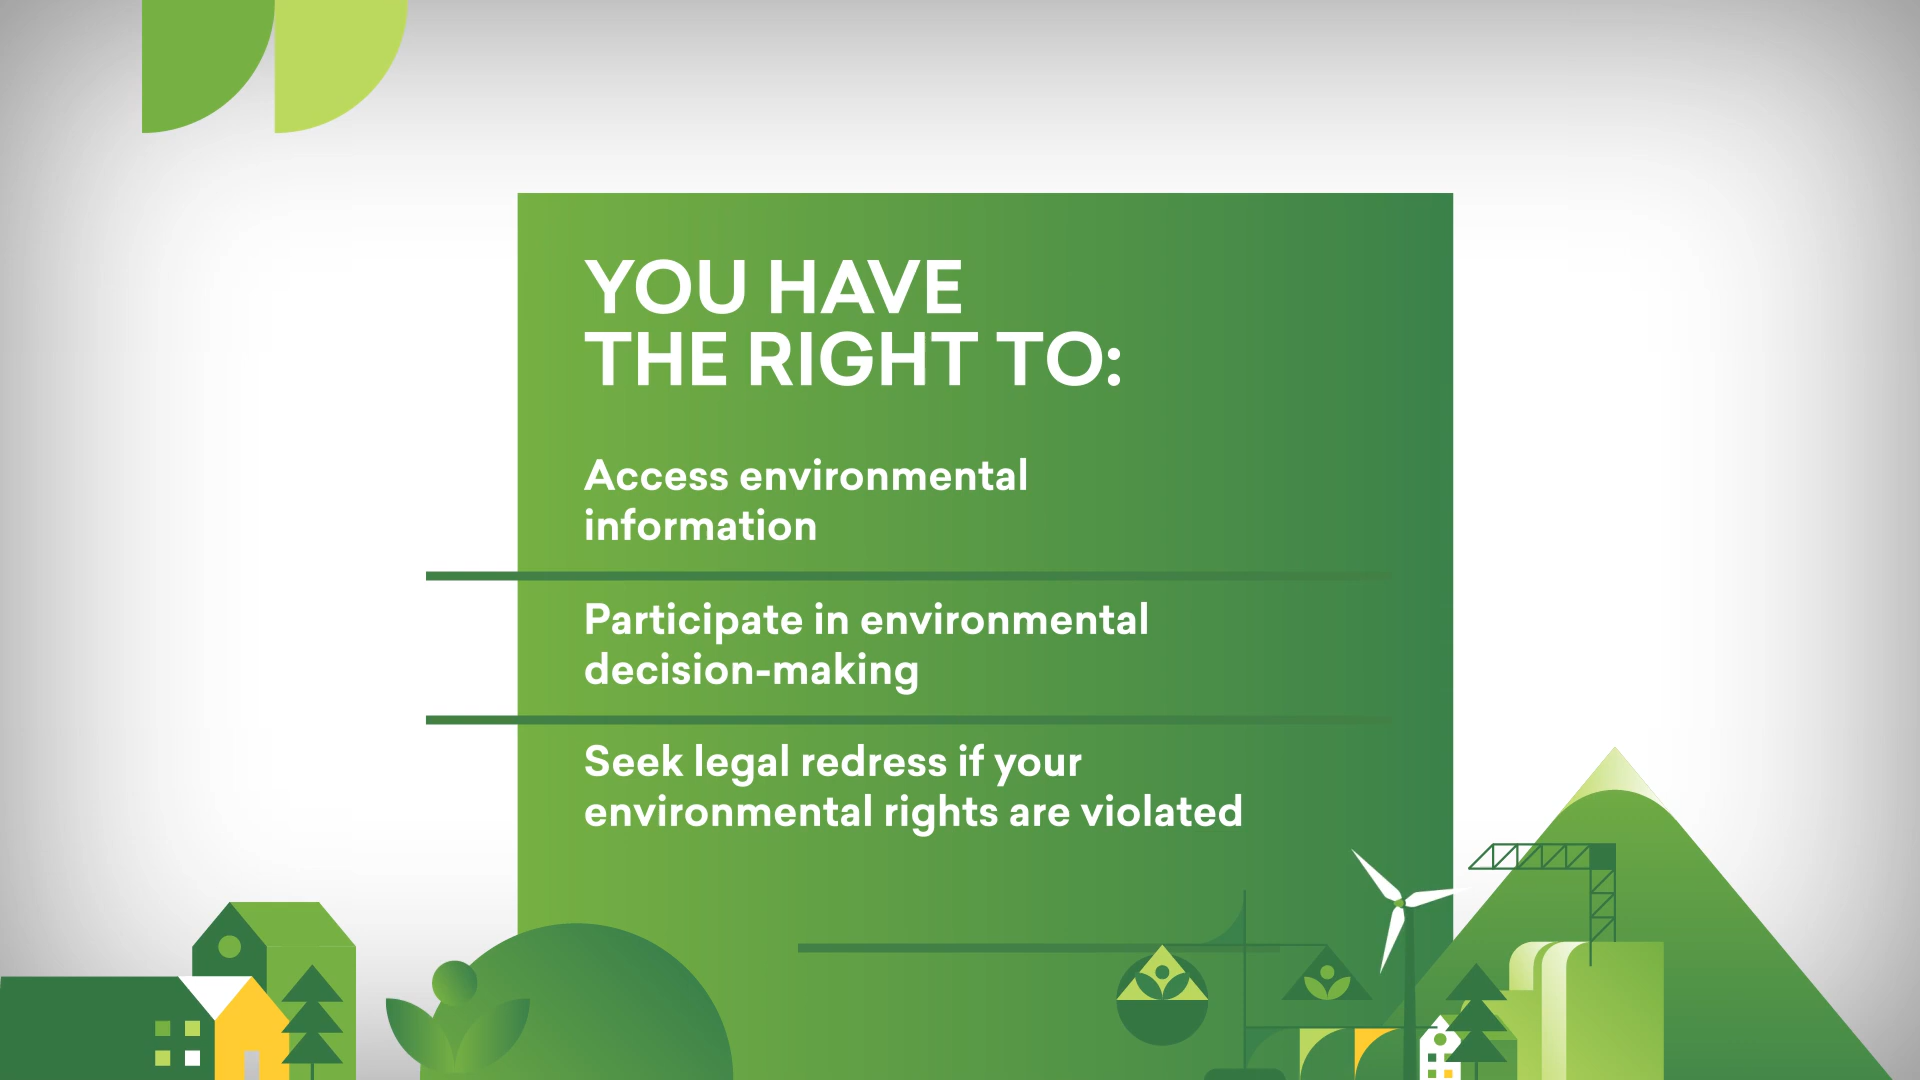 YOU HAVE
THE RIGHT TO:
Access environmental
information
Participate in environmental
decision-making
Seek legal redress if your
environmental rights are violated